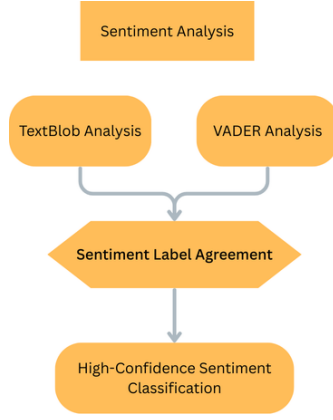 Sentiment Analysis
TextBlob Analysis
VADER Analysis
Sentiment Label Agreement
High-Confidence Sentiment
Classification